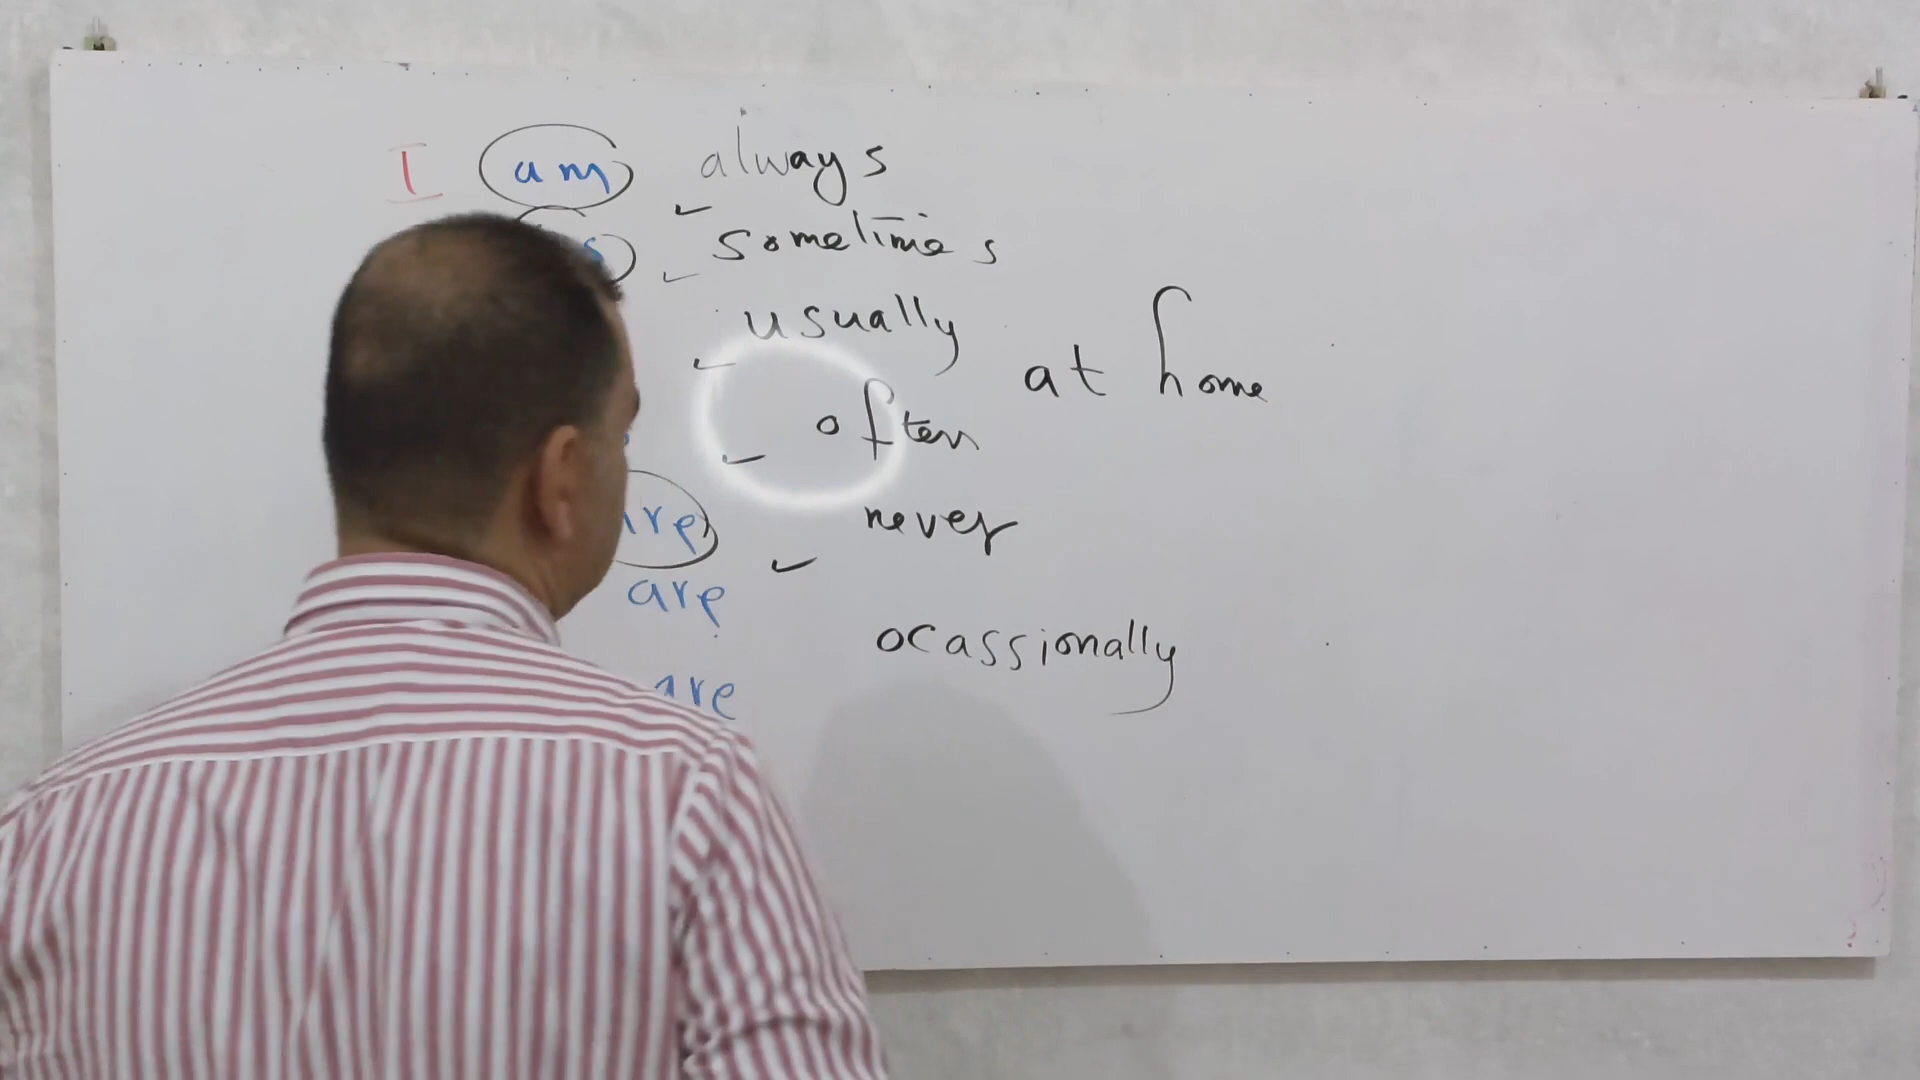 I am always
sometimes
usually
at home
often
never
are
ocassionally
are